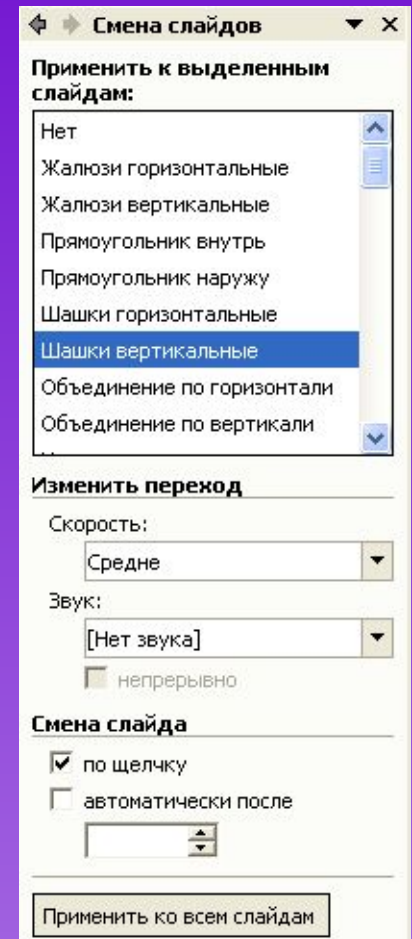 Смена слайдов
Применить к выделенным
слайдам:
Нет
Жалюзи горизонтальные
Жалюзи вертикальные
Прямоугольник внутрь
Прямоугольник наружу
Шашки горизонтальные
Шашки вертикальные
Объединение по горизонтали
Объединение по вертикали
Изменить переход
Скорость:
Средне
Звук:
[Нет звука]
непрерывно
Смена слайда
по щелчку
автоматически после
Применить ко всем слайдам